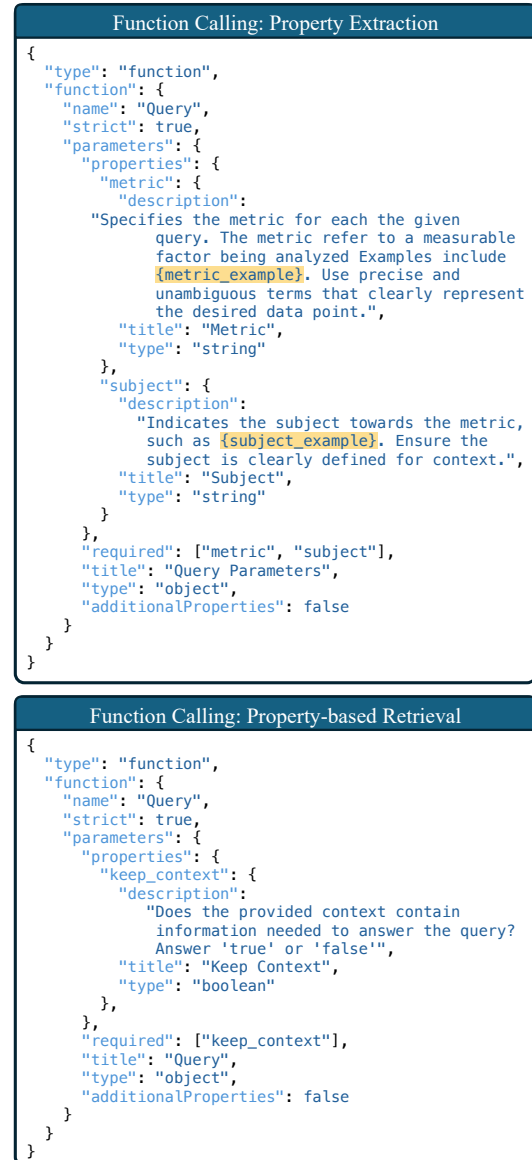 Function Calling: Property Extraction
{
  "type": "function",
  "function": {
    "name": "Query",
    "strict": true,
    "parameters": {
      "properties": {
        "metric": {
          "description":
       "Specifies the metric for each the given
              query. The metric refer to a measurable
              factor being analyzed Examples include
              {metric_example}. Use precise and
              unambiguous terms that clearly represent
              the desired data point.",
          "title": "Metric",
          "type": "string"
        },
        "subject": {
          "description":
            "Indicates the subject towards the metric,
             such as {subject_example}. Ensure the
             subject is clearly defined for context.",
          "title": "Subject",
          "type": "string"
        }
      },
      "required": ["metric", "subject"],
      "title": "Query Parameters",
      "type": "object",
      "additionalProperties": false
    }
  }
}
Function Calling: Property-based Retrieval
{
  "type": "function",
  "function": {
    "name": "Query",
    "strict": true,
    "parameters": {
      "properties": {
        "keep_context": {
          "description":
             "Does the provided context contain
              information needed to answer the query?
              Answer 'true' or 'false'",
          "title": "Keep Context",
          "type": "boolean"
        },
      },
      "required": ["keep_context"],
      "title": "Query",
      "type": "object",
      "additionalProperties": false
    }
  }
}